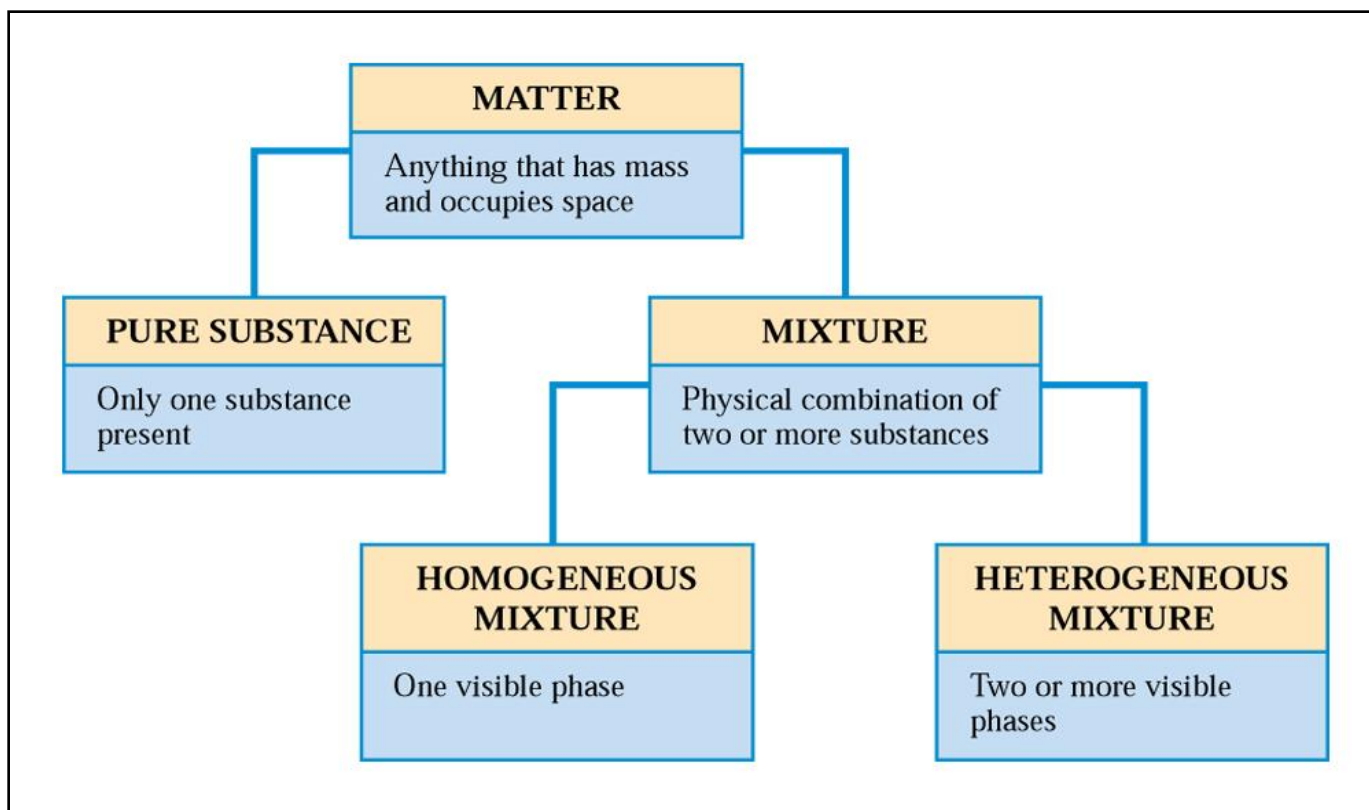 MATTER
Anything that has mass
and occupies space
PURE SUBSTANCE
Only one substance
present
MIXTURE
Physical combination of
two or more substances
HOMOGENEOUS
MIXTURE
One visible phase
HETEROGENEOUS
MIXTURE
Two or more visible
phases